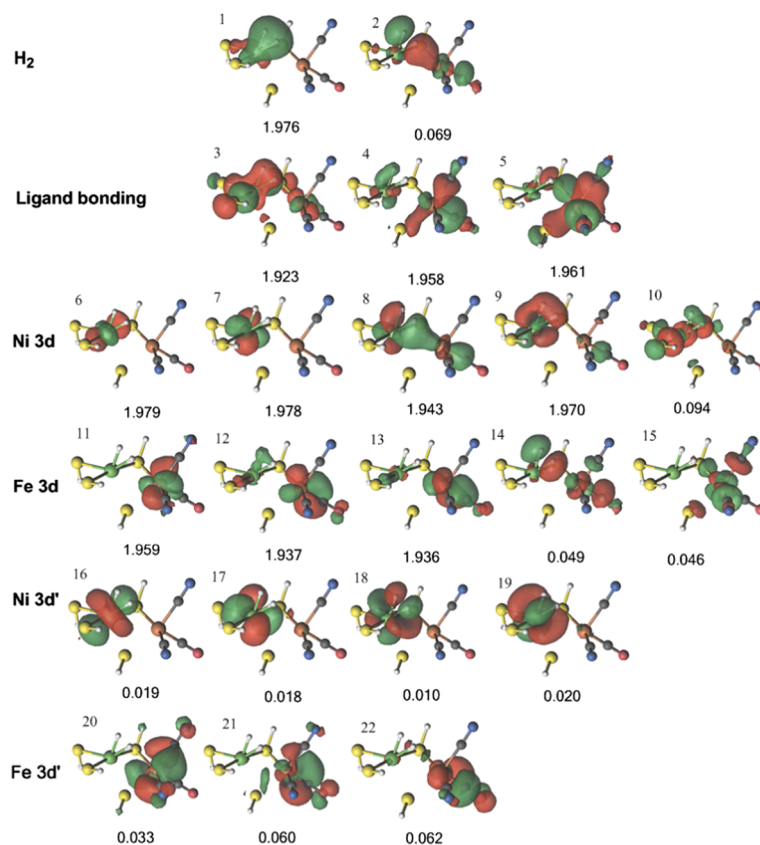 1 2
H2
1.976 0.069
3 4 5
Ligand bonding
1.923 1.958 1.961
6 7 8 9 10
Ni 3d
1.979 1.978 1.943 1.970 0.094
11 12 13 14 15
Fe 3d
1.959 1.937 1.936 0.049 0.046
16 17 18 19
Ni 3d'
0.019 0.018 0.010 0.020
20 21 22
Fe 3d'
0.033 0.060 0.062